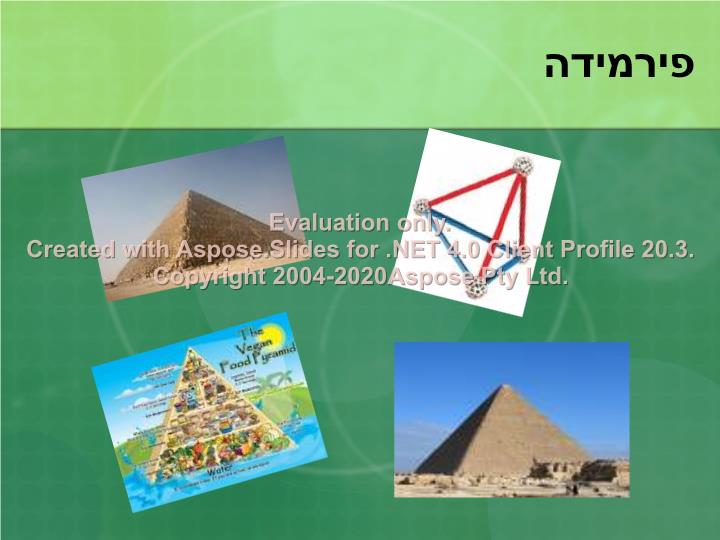 פירמידה
Evaluation only.
Created with Aspose.Slides for .NET 4.0 Client Profile 20.3.
Copyright 2004-2020Aspose Pty Ltd.
The
Vegan
Food Pyramid
Water